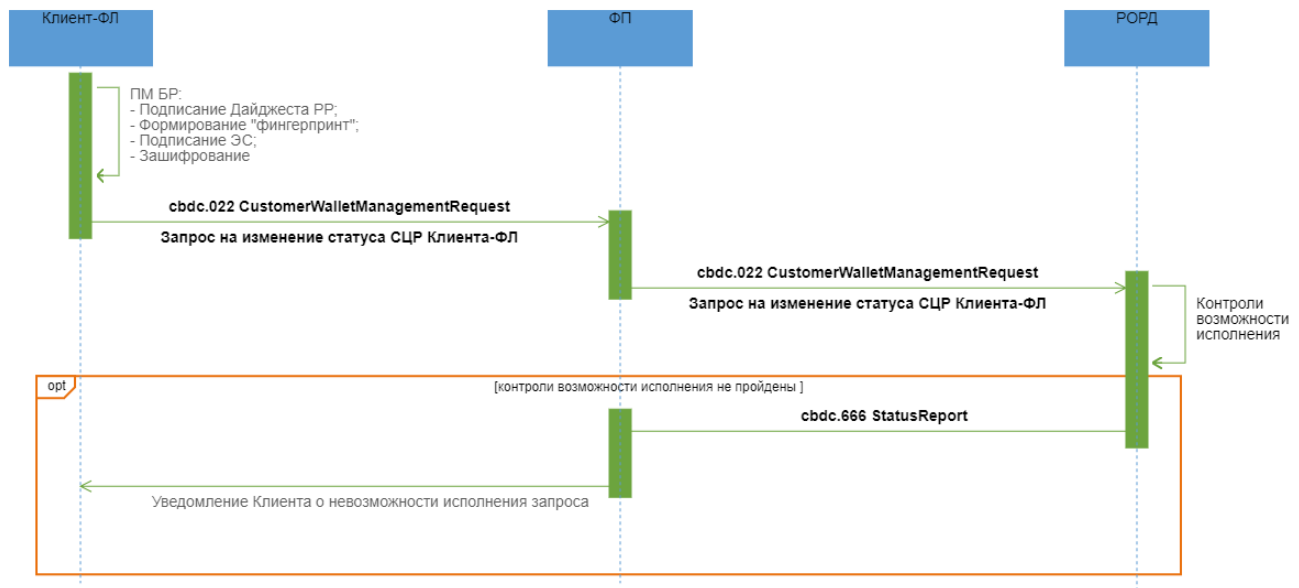 Клиент-ФЛ
ФП
РОРД
ПМ БР:
- Подписание Дайджеста РР;
- Формирование "фингерпринт";
- Подписание ЭС;
- Зашифрование
cbdc.022 CustomerWalletManagementRequest
Запрос на изменение статуса СЦР Клиента-ФЛ
cbdc.022 CustomerWalletManagementRequest
Запрос на изменение статуса СЦР Клиента-ФЛ
Контроли
возможности
исполнения
opt
[контроли возможности исполнения не пройдены ]
cbdc.666 StatusReport
Уведомление Клиента о невозможности исполнения запроса